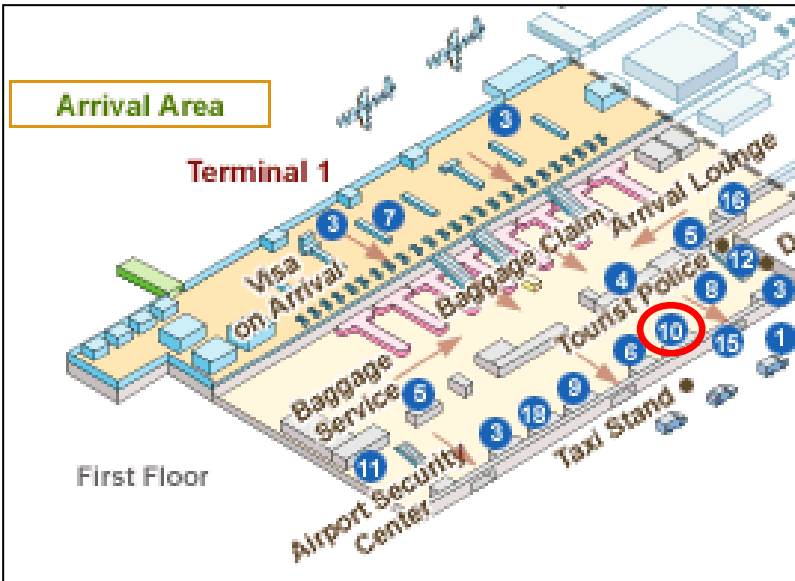 Arrival Area
Terminal 1
3
7
3
Visa
on Arrival
Baggage Claim
Arrival Lounge
16
5
12
D
4
Tourist Police
8
3
10
6
15
1
Baggage
Service
5
9
18
3
Taxi Stand
11
First Floor
Airport Security
Center